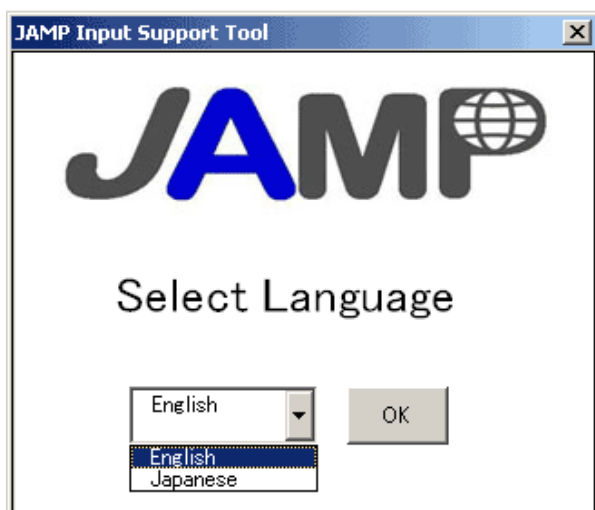 JAMP Input Support Tool
JAMP
Select Language
English
OK
English
Japanese